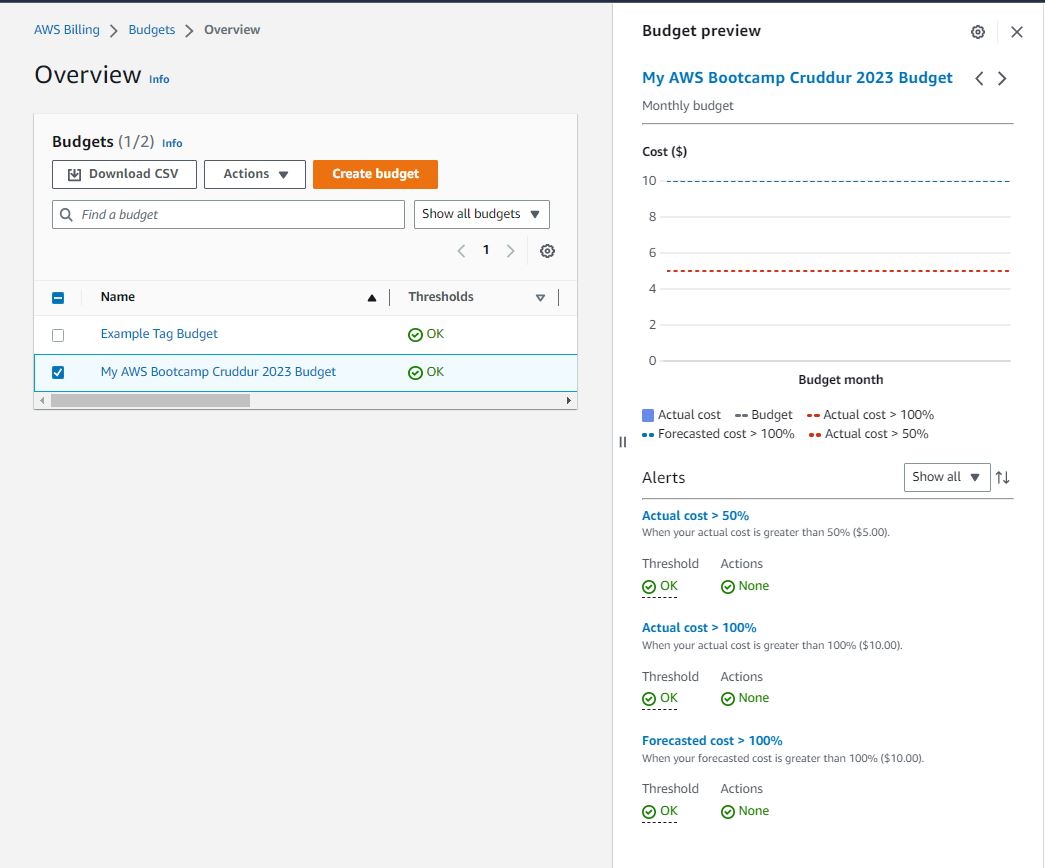 AWS Billing > Budgets > Overview
Overview Info
Budgets (1/2) Info
Download CSV Actions Create budget
Find a budget Show all budgets
1
Name Thresholds
Example Tag Budget OK
My AWS Bootcamp Cruddur 2023 Budget OK
Budget preview
My AWS Bootcamp Cruddur 2023 Budget
Monthly budget
Cost ($)
10
8
6
4
2
0
Budget month
Actual cost Budget Actual cost > 100%
Forecasted cost > 100% Actual cost > 50%
Alerts Show all
Actual cost > 50%
When your actual cost is greater than 50% ($5.00).
Threshold Actions
OK None
Actual cost > 100%
When your actual cost is greater than 100% ($10.00).
Threshold Actions
OK None
Forecasted cost > 100%
When your forecasted cost is greater than 100% ($10.00).
Threshold Actions
OK None